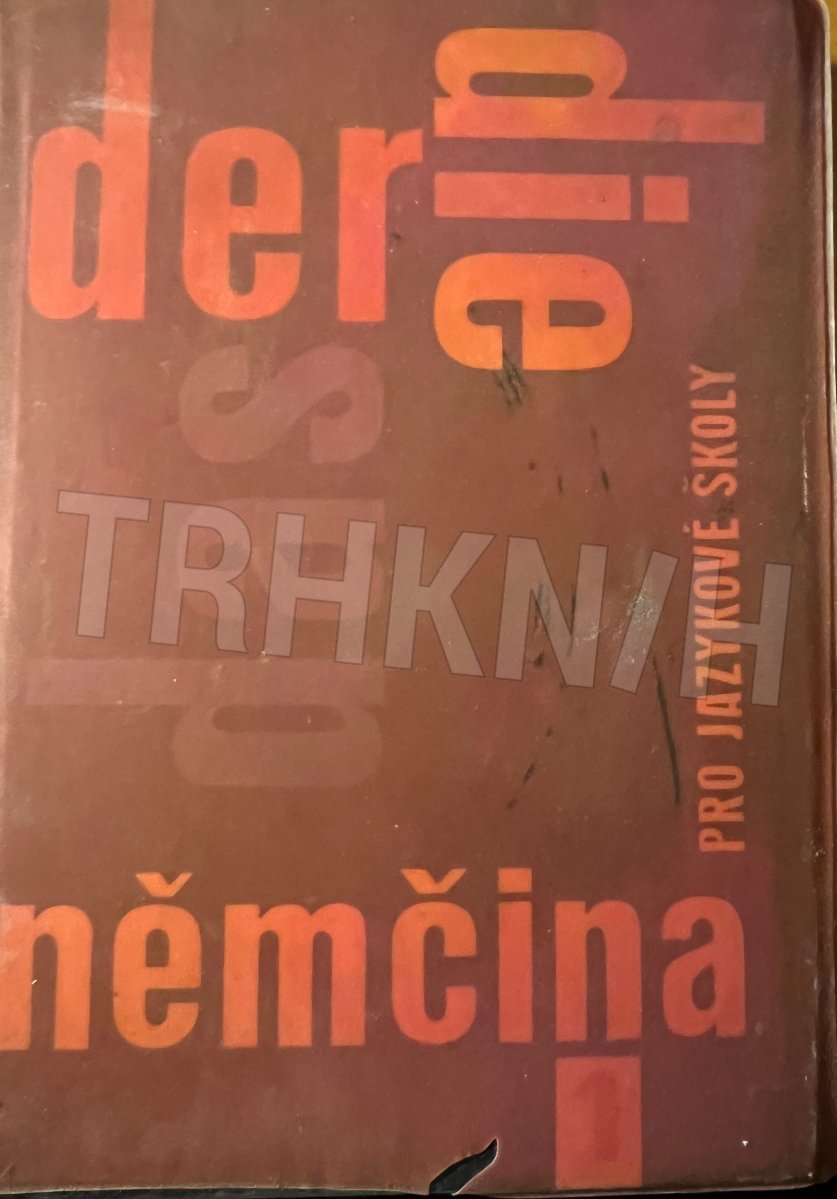 der
die
das
TRHKNIH
PRO JAZYKOVÉ ŠKOLY
němčina
1